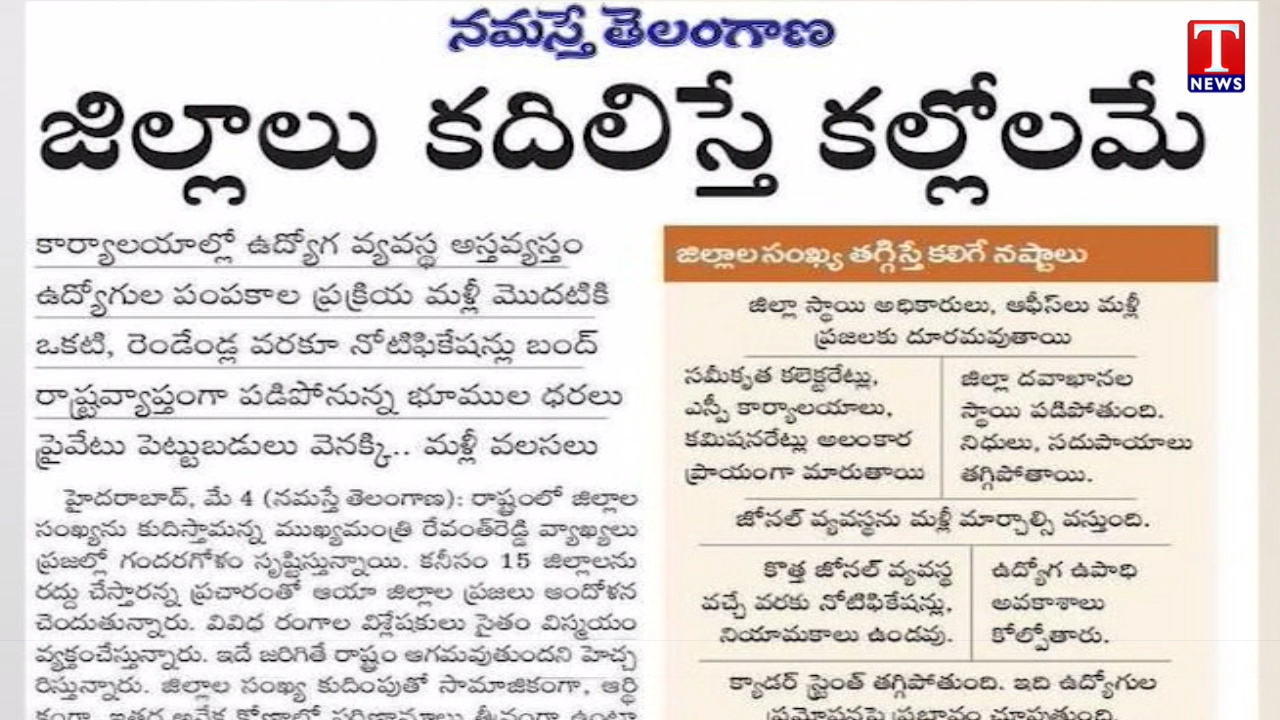 నమస్తే తెలంగాణ
T
NEWS
జిల్లాలు కదిలిస్తే కల్లోలమే
కార్యాలయాల్లో ఉద్యోగ వ్యవస్థ అస్తవ్యస్తం
ఉద్యోగుల పంపకాల ప్రక్రియ మళ్లీ మొదటికి
ఒకటి, రెండేండ్ల వరకూ నోటిఫికేషన్లు బంద్
రాష్ట్రవ్యాప్తంగా పడిపోనున్న భూముల ధరలు
ప్రైవేటు పెట్టుబడులు వెనక్కి.. మళ్లీ వలసలు
హైదరాబాద్, మే 4 (నమస్తే తెలంగాణ): రాష్ట్రంలో జిల్లాల
సంఖ్యను కుదిస్తామన్న ముఖ్యమంత్రి రేవంత్‌రెడ్డి వ్యాఖ్యలు
ప్రజల్లో గందరగోళం సృష్టిస్తున్నాయి. కనీసం 15 జిల్లాలను
రద్దు చేస్తారన్న ప్రచారంతో ఆయా జిల్లాల ప్రజలు ఆందోళన
చెందుతున్నారు. వివిధ రంగాల విశ్లేషకులు సైతం విస్మయం
వ్యక్తంచేస్తున్నారు. ఇదే జరిగితే రాష్ట్రం ఆగమవుతుందని హెచ్చ
రిస్తున్నారు. జిల్లాల సంఖ్య కుదింపుతో సామాజికంగా, ఆర్థి
జిల్లాల సంఖ్య తగ్గిస్తే కలిగే నష్టాలు
జిల్లా స్థాయి అధికారులు, ఆఫీస్‌లు మళ్లీ
ప్రజలకు దూరమవుతాయి
సమీకృత కలెక్టరేట్లు,
ఎస్పీ కార్యాలయాలు,
కమిషనరేట్లు అలంకార
ప్రాయంగా మారుతాయి
జిల్లా దవాఖానల
స్థాయి పడిపోతుంది.
నిధులు, సదుపాయాలు
తగ్గిపోతాయి.
జోనల్ వ్యవస్థను మళ్లీ మార్చాల్సి వస్తుంది.
కొత్త జోనల్ వ్యవస్థ
వచ్చే వరకు నోటిఫికేషన్లు,
నియామకాలు ఉండవు.
ఉద్యోగ ఉపాధి
అవకాశాలు
కోల్పోతారు.
క్యాడర్ స్ట్రెంత్ తగ్గిపోతుంది. ఇది ఉద్యోగుల